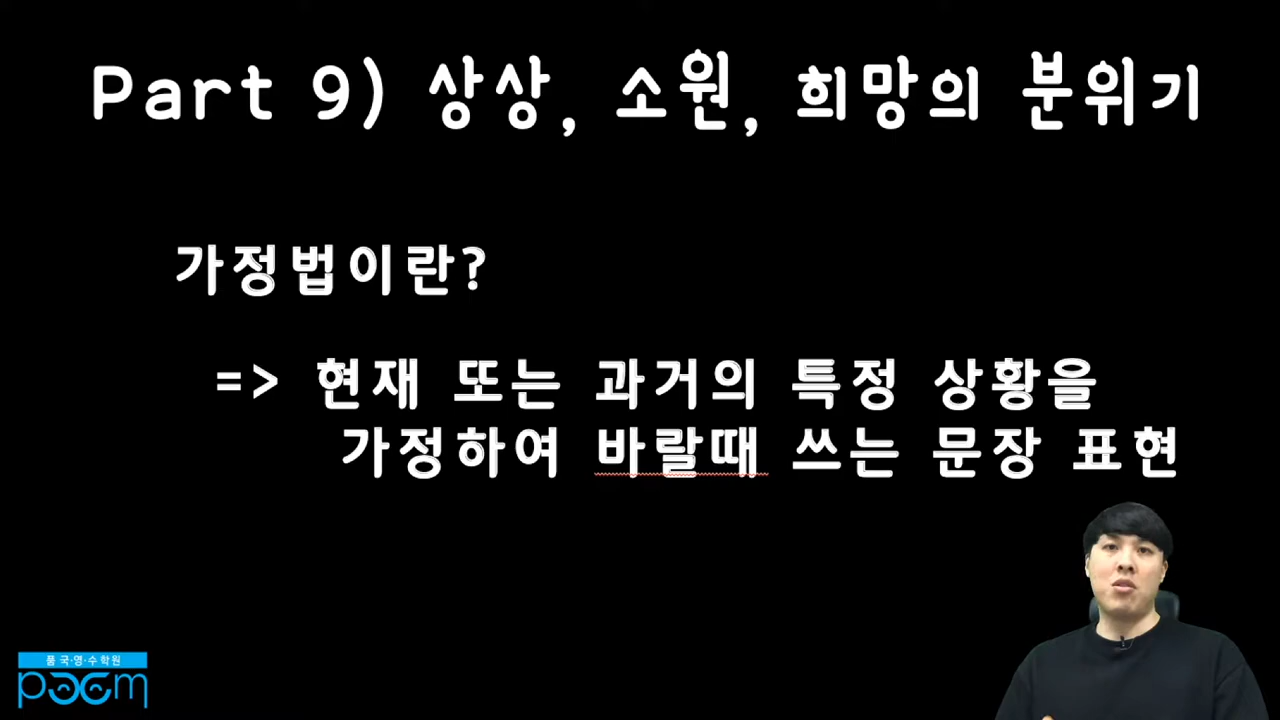 Part 9) 상상, 소원, 희망의 분위기
가정법이란?
=> 현재 또는 과거의 특정 상황을
가정하여 바랄때 쓰는 문장 표현
품 국·영·수학원
poem